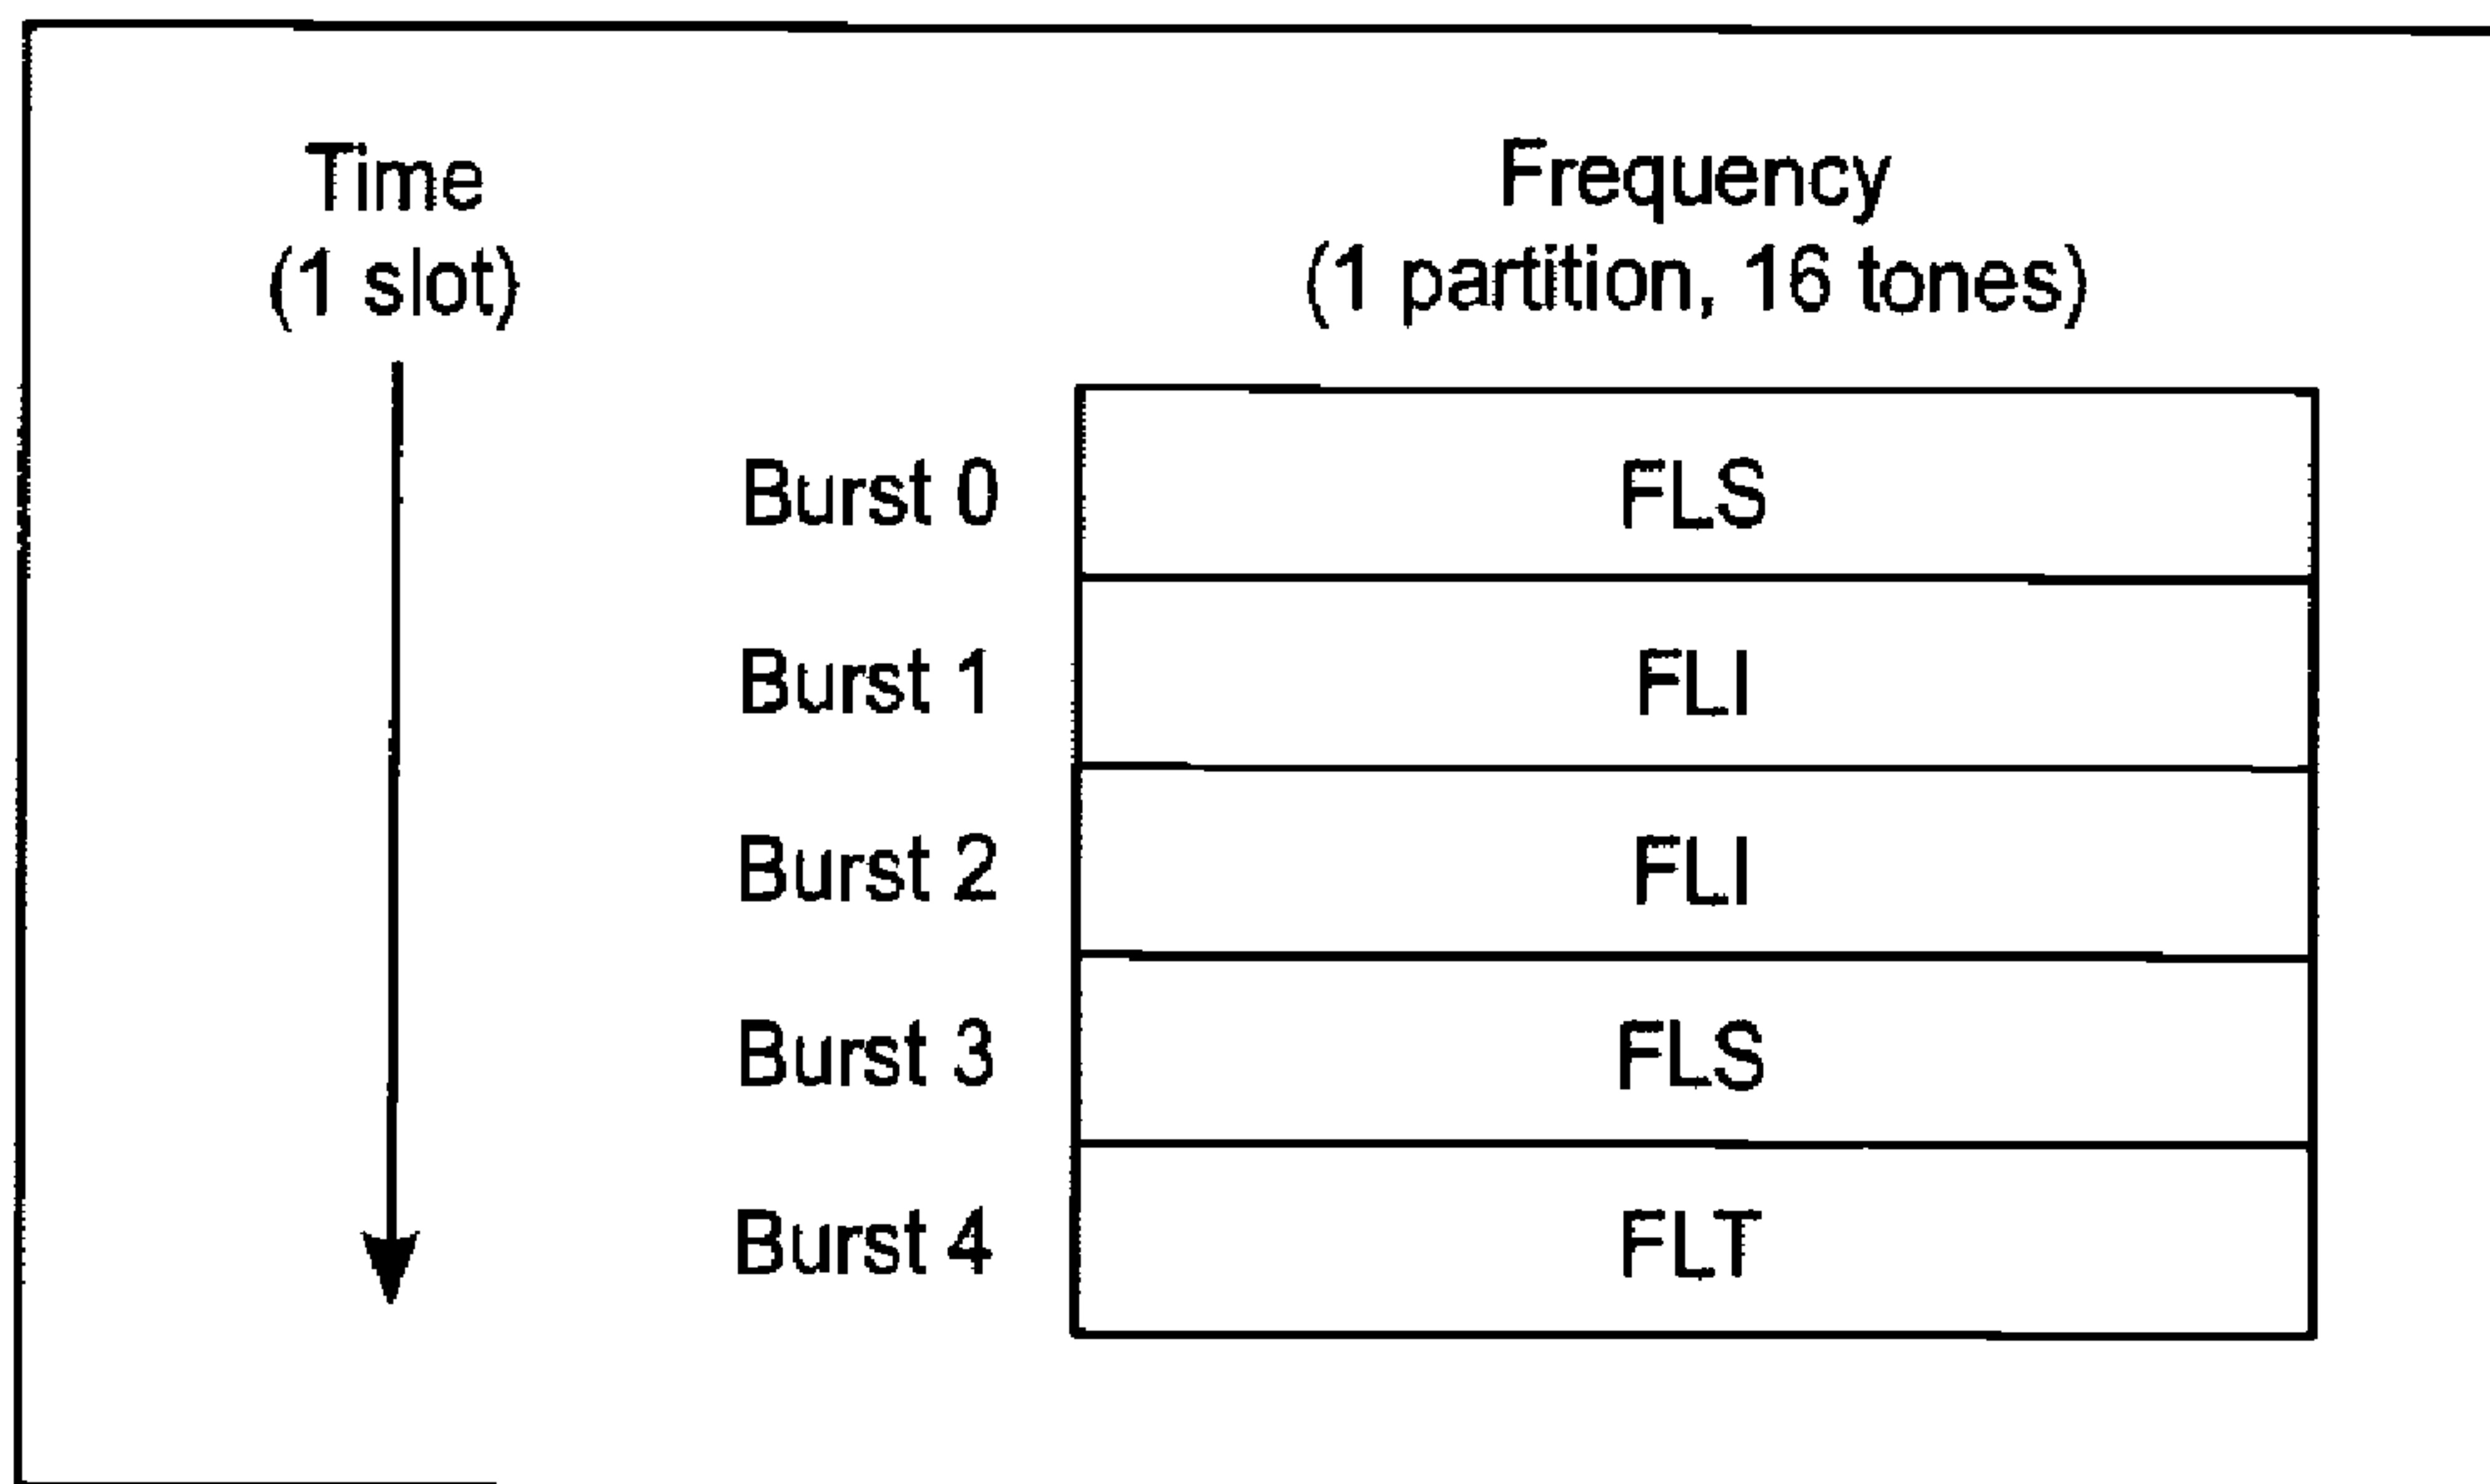 Time
(1 slot)
Frequency
(1 partition, 16 tones)
Burst 0 FLS
Burst 1 FLI
Burst 2 FLI
Burst 3 FLS
Burst 4 FLT